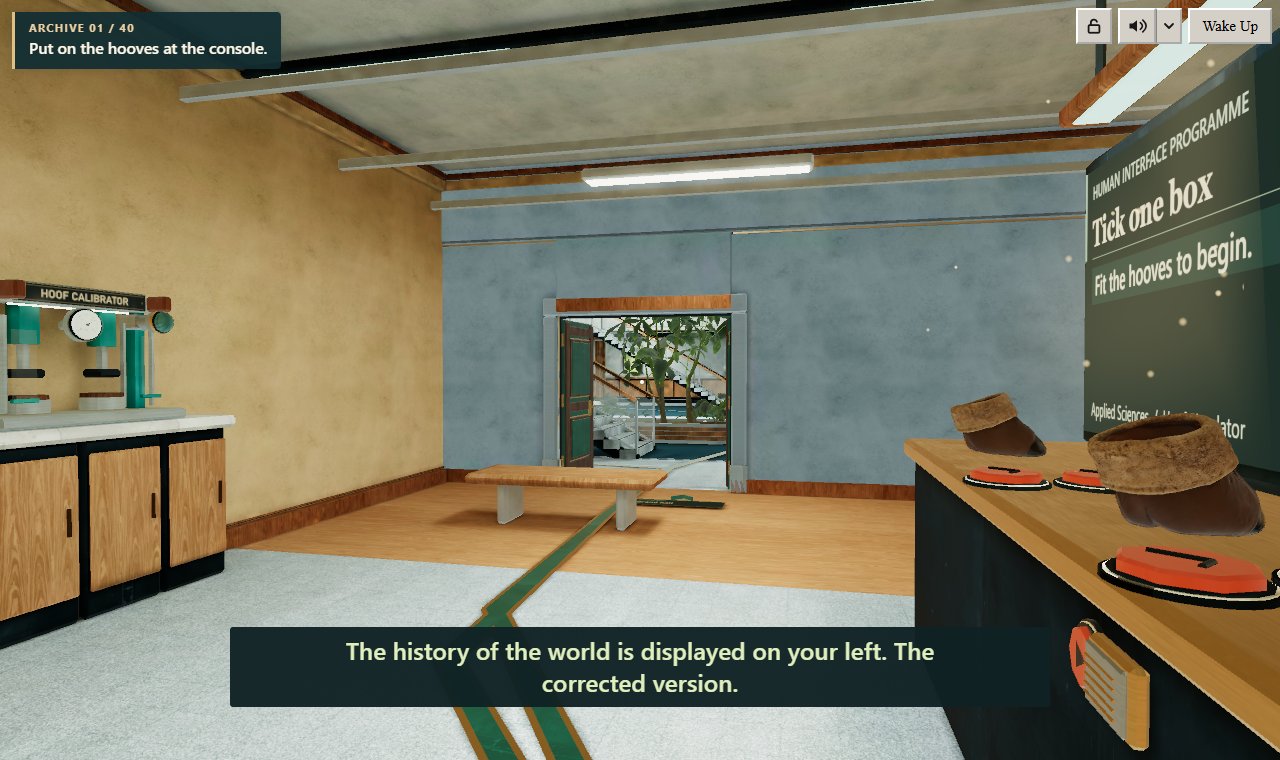 ARCHIVE 01 / 40
Put on the hooves at the console.
Wake Up
HUMAN INTERFACE PROGRAMME
Tick one box
Fit the hooves to begin.
Applied Sciences /
HOOF CALIBRATOR
The history of the world is displayed on your left. The
corrected version.